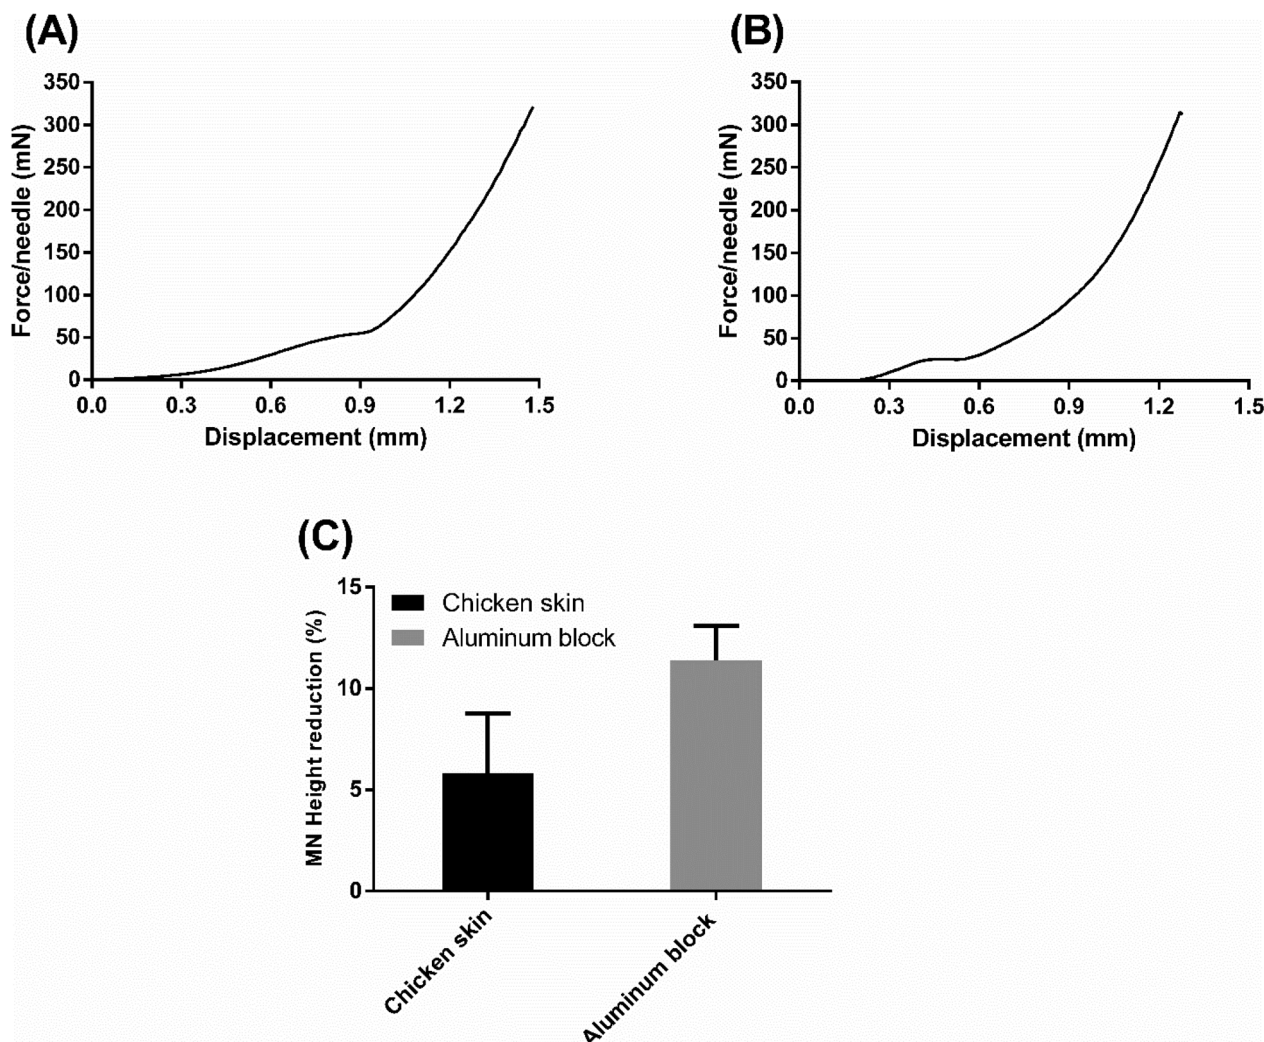 (A)
350
300
250
200
150
100
50
0
Force/needle (mN)
0.0 0.3 0.6 0.9 1.2 1.5
Displacement (mm)
(B)
350
300
250
200
150
100
50
0
Force/needle (mN)
0.0 0.3 0.6 0.9 1.2 1.5
Displacement (mm)
(C)
15
10
5
0
MN Height reduction (%)
Chicken skin
Aluminum block
Chicken skin
Aluminum block